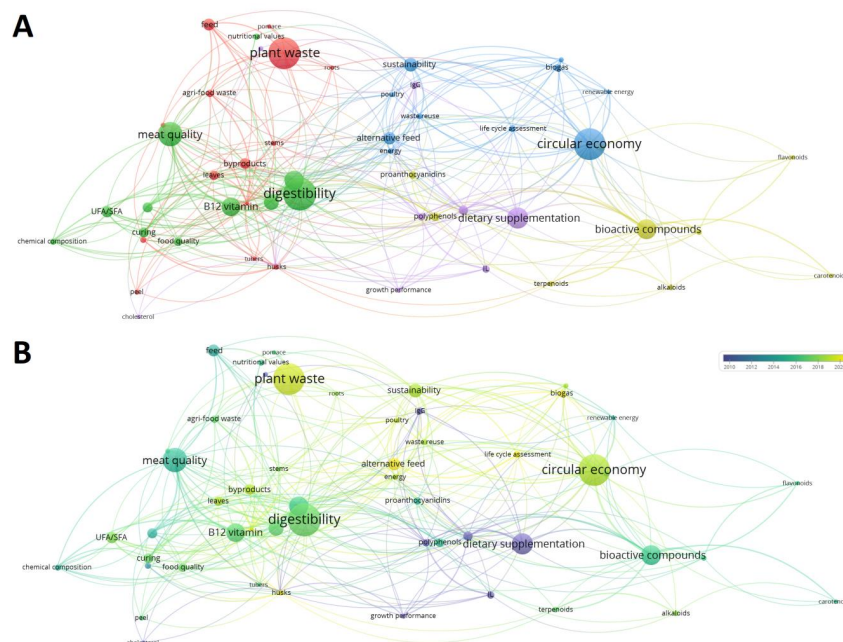 A
feed
pomace
nutritional values
plant waste
roots
sustainability
biogas
IgG
renewable energy
agri-food waste
poultry
waste reuse
meat quality
life cycle assessment
stems
alternative feed
energy
circular economy
byproducts
proanthocyanidins
flavonoids
leaves
digestibility
UFA/SFA
B12 vitamin
polyphenols
dietary supplementation
curing
bioactive compounds
chemical composition
food quality
tubers
husks
carotenoid
peel
growth performance
IL
terpenoids
alkaloids
cholesterol
B
2010 2012 2014 2016 2018
feed
pomace
nutritional values
plant waste
roots
sustainability
biogas
IgG
renewable energy
agri-food waste
poultry
waste reuse
meat quality
life cycle assessment
stems
alternative feed
energy
circular economy
byproducts
proanthocyanidins
flavonoids
leaves
digestibility
UFA/SFA
B12 vitamin
polyphenols
dietary supplementation
curing
bioactive compounds
chemical composition
food quality
tubers
husks
peel
growth performance
IL
terpenoids
alkaloids